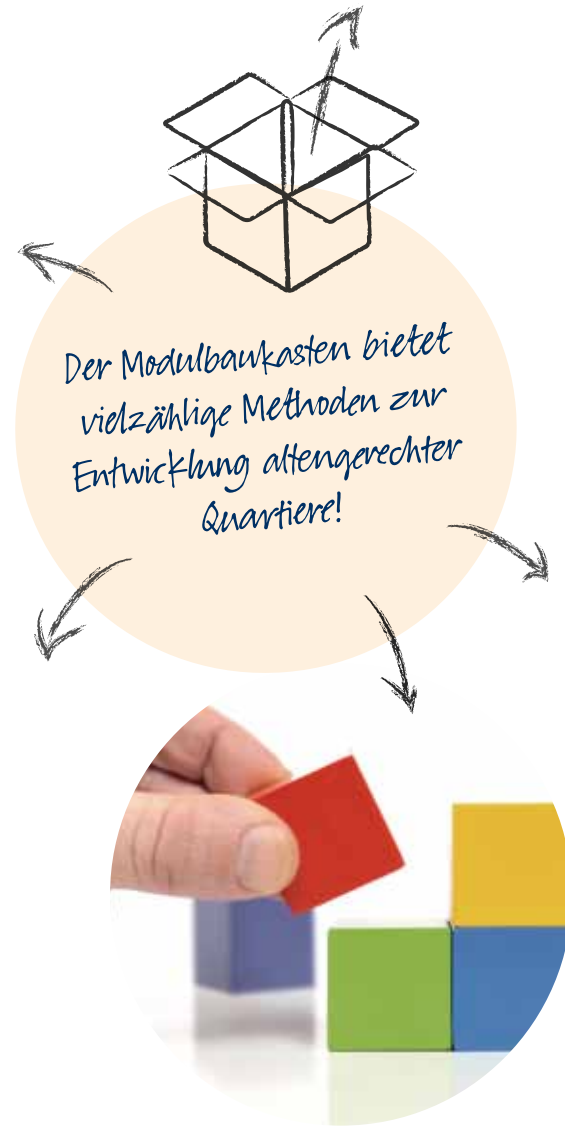 Der Modulbaukasten bietet
vielzählige Methoden zur
Entwicklung altengerechter
Quartiere!